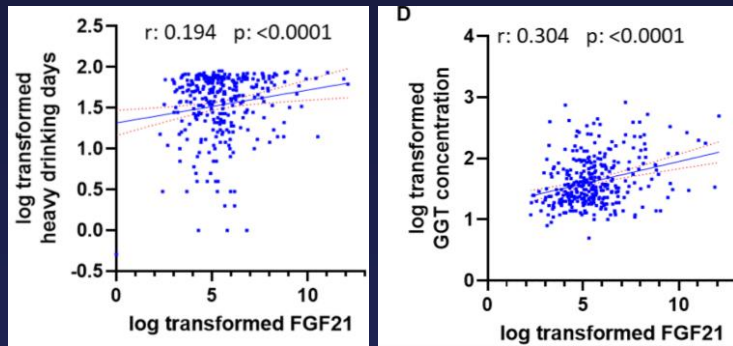 r: 0.194 p: <0.0001
log transformed
heavy drinking days
2.5
2.0
1.5
1.0
0.5
0.0
-0.5
0
5
10
log transformed FGF21
D
r: 0.304 p: <0.0001
log transformed
GGT concentration
4
3
2
1
0
0
5
10
log transformed FGF21